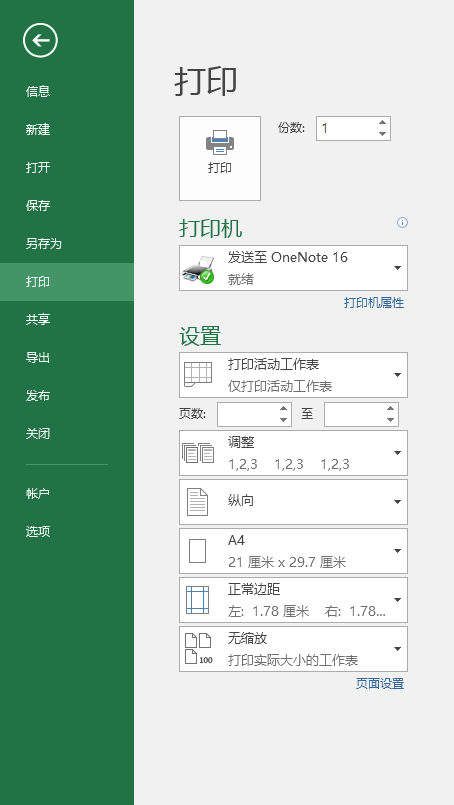 信息
新建
打开
保存
另存为
打印
共享
导出
发布
关闭
帐户
选项
打印
打印
份数: 1
打印机
发送至 OneNote 16
就绪
打印机属性
设置
打印活动工作表
仅打印活动工作表
页数: 至
调整
1,2,3 1,2,3 1,2,3
纵向
A4
21 厘米 x 29.7 厘米
正常边距
左: 1.78 厘米 右: 1.78...
无缩放
100
打印实际大小的工作表
页面设置